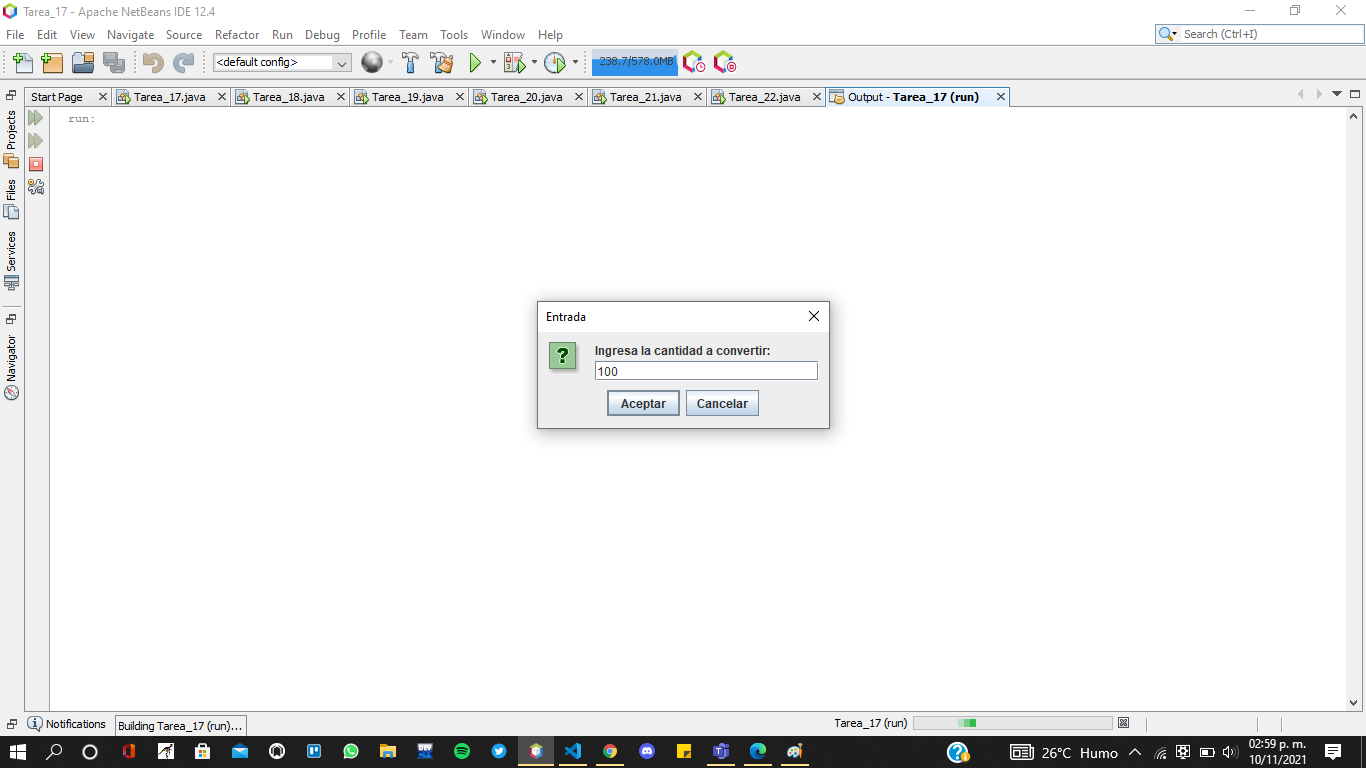 Tarea_17 - Apache NetBeans IDE 12.4
File Edit View Navigate Source Refactor Run Debug Profile Team Tools Window Help
Search (Ctrl+I)
<default config>
238.7/578.0MB
Start Page Tarea_17.java Tarea_18.java Tarea_19.java Tarea_20.java Tarea_21.java Tarea_22.java Output - Tarea_17 (run)
run:
Projects
Files
Services
Navigator
Entrada
Ingresa la cantidad a convertir:
100
Aceptar Cancelar
Notifications Building Tarea_17 (run)... Tarea_17 (run)
26°C Humo 02:59 p. m.
10/11/2021